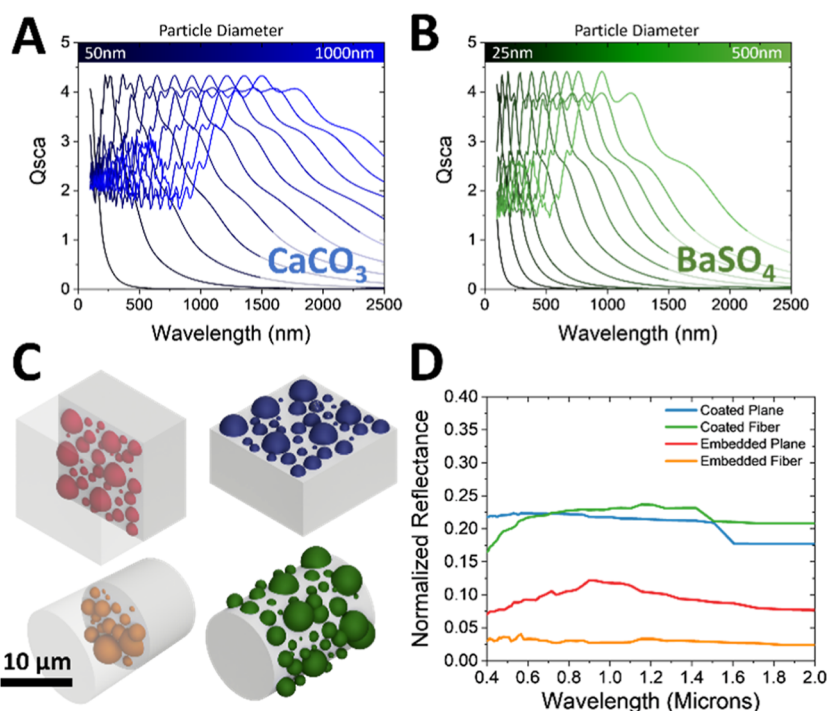 A
Particle Diameter
50nm 1000nm
5
4
3
2
1
0
Qsca
CaCO3
0 500 1000 1500 2000 2500
Wavelength (nm)
B
Particle Diameter
25nm 500nm
5
4
3
2
1
0
Qsca
BaSO4
0 500 1000 1500 2000 2500
Wavelength (nm)
C
10 μm
D
0.40
0.35
0.30
0.25
0.20
0.15
0.10
0.05
0.00
Normalized Reflectance
Coated Plane
Coated Fiber
Embedded Plane
Embedded Fiber
0.4 0.6 0.8 1.0 1.2 1.4 1.6 1.8 2.0
Wavelength (Microns)